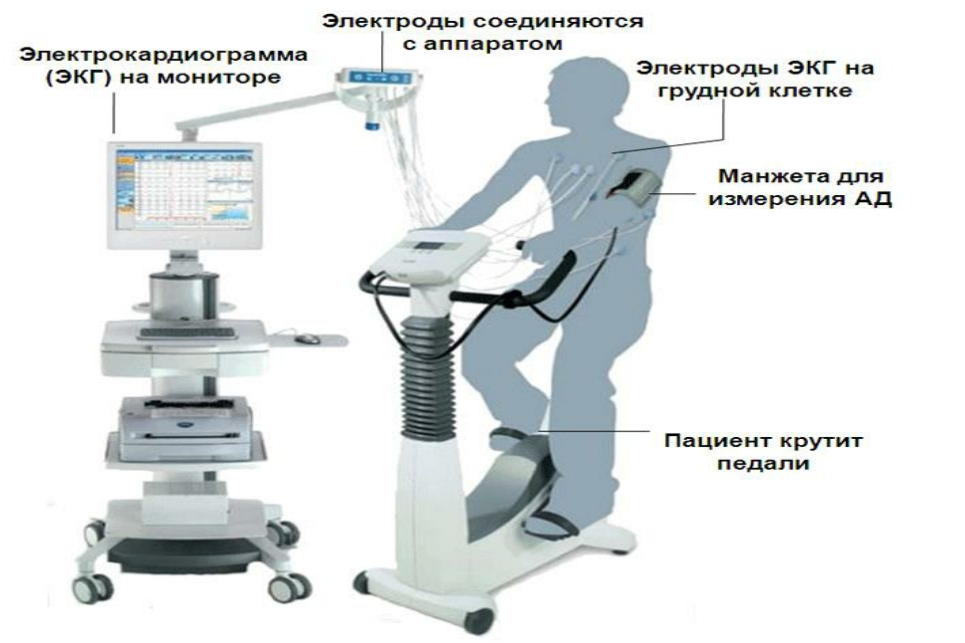 Электроды соединяются
с аппаратом
Электрокардиограмма
(ЭКГ) на мониторе
Электроды ЭКГ на
грудной клетке
Манжета для
измерения АД
Пациент крутит
педали